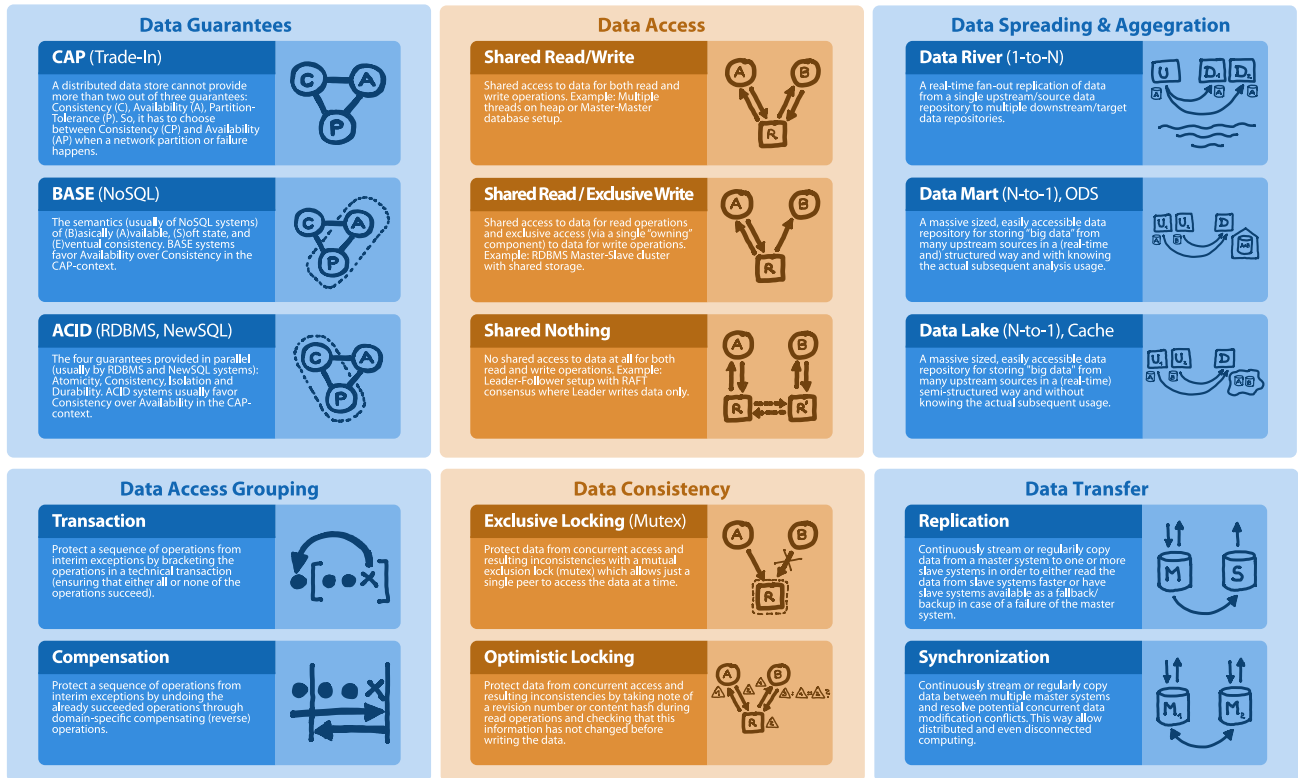 Data Guarantees
CAP (Trade-In)
A distributed data store cannot provide
more than two out of three guarantees:
Consistency (C), Availability (A), Partition-
Tolerance (P). So, it has to choose
between Consistency (CP) and Availability
(AP) when a network partition or failure
happens.
C A
P
BASE (NoSQL)
The semantics (usually of NoSQL systems)
of (B)asically (A)vailable, (S)oft state, and
(E)ventual consistency. BASE systems
favor Availability over Consistency in the
CAP-context.
C A
P
ACID (RDBMS, NewSQL)
The four guarantees provided in parallel
(usually by RDBMS and NewSQL systems):
Atomicity, Consistency, Isolation and
Durability. ACID systems usually favor
Consistency over Availability in the CAP-
context.
C A
P
Data Access
Shared Read/Write
Shared access to data for both read and
write operations. Example: Multiple
threads on heap or Master-Master
database setup.
A B
R
Shared Read / Exclusive Write
Shared access to data for read operations
and exclusive access (via a single "owning"
component) to data for write operations.
Example: RDBMS Master-Slave cluster
with shared storage.
A B
R
Shared Nothing
No shared access to data at all for both
read and write operations. Example:
Leader-Follower setup with RAFT
consensus where Leader writes data only.
A B
R R'
Data Spreading & Aggegration
Data River (1-to-N)
A real-time fan-out replication of data
from a single upstream/source data
repository to multiple downstream/target
data repositories.
U D₁ D₂
A A A
Data Mart (N-to-1), ODS
A massive sized, easily accessible data
repository for storing "big data" from
many upstream sources in a (real-time
and) structured way and with knowing
the actual subsequent analysis usage.
U₁ U₂ D
A B
Data Lake (N-to-1), Cache
A massive sized, easily accessible data
repository for storing "big data" from
many upstream sources in a (real-time)
semi-structured way and without
knowing the actual subsequent usage.
U₁ U₂ D
A B A B
Data Access Grouping
Transaction
Protect a sequence of operations from
interim exceptions by bracketing the
operations in a technical transaction
(ensuring that either all or none of the
operations succeed).
Compensation
Protect a sequence of operations from
interim exceptions by undoing the
already succeeded operations through
domain-specific compensating (reverse)
operations.
Data Consistency
Exclusive Locking (Mutex)
Protect data from concurrent access and
resulting inconsistencies with a mutual
exclusion lock (mutex) which allows just a
single peer to access the data at a time.
A B
R
Optimistic Locking
Protect data from concurrent access and
resulting inconsistencies by taking note of
a revision number or content hash during
read operations and checking that this
information has not changed before
writing the data.
A B
R
Data Transfer
Replication
Continuously stream or regularily copy
data from a master system to one or more
slave systems in order to either read the
data from slave systems faster or have
slave systems available as a fallback/
backup in case of a failure of the master
system.
M S
Synchronization
Continuously stream or regularly copy
data between multiple master systems
and resolve potential concurrent data
modification conflicts. This way allow
distributed and even disconnected
computing.
M₁ M₂